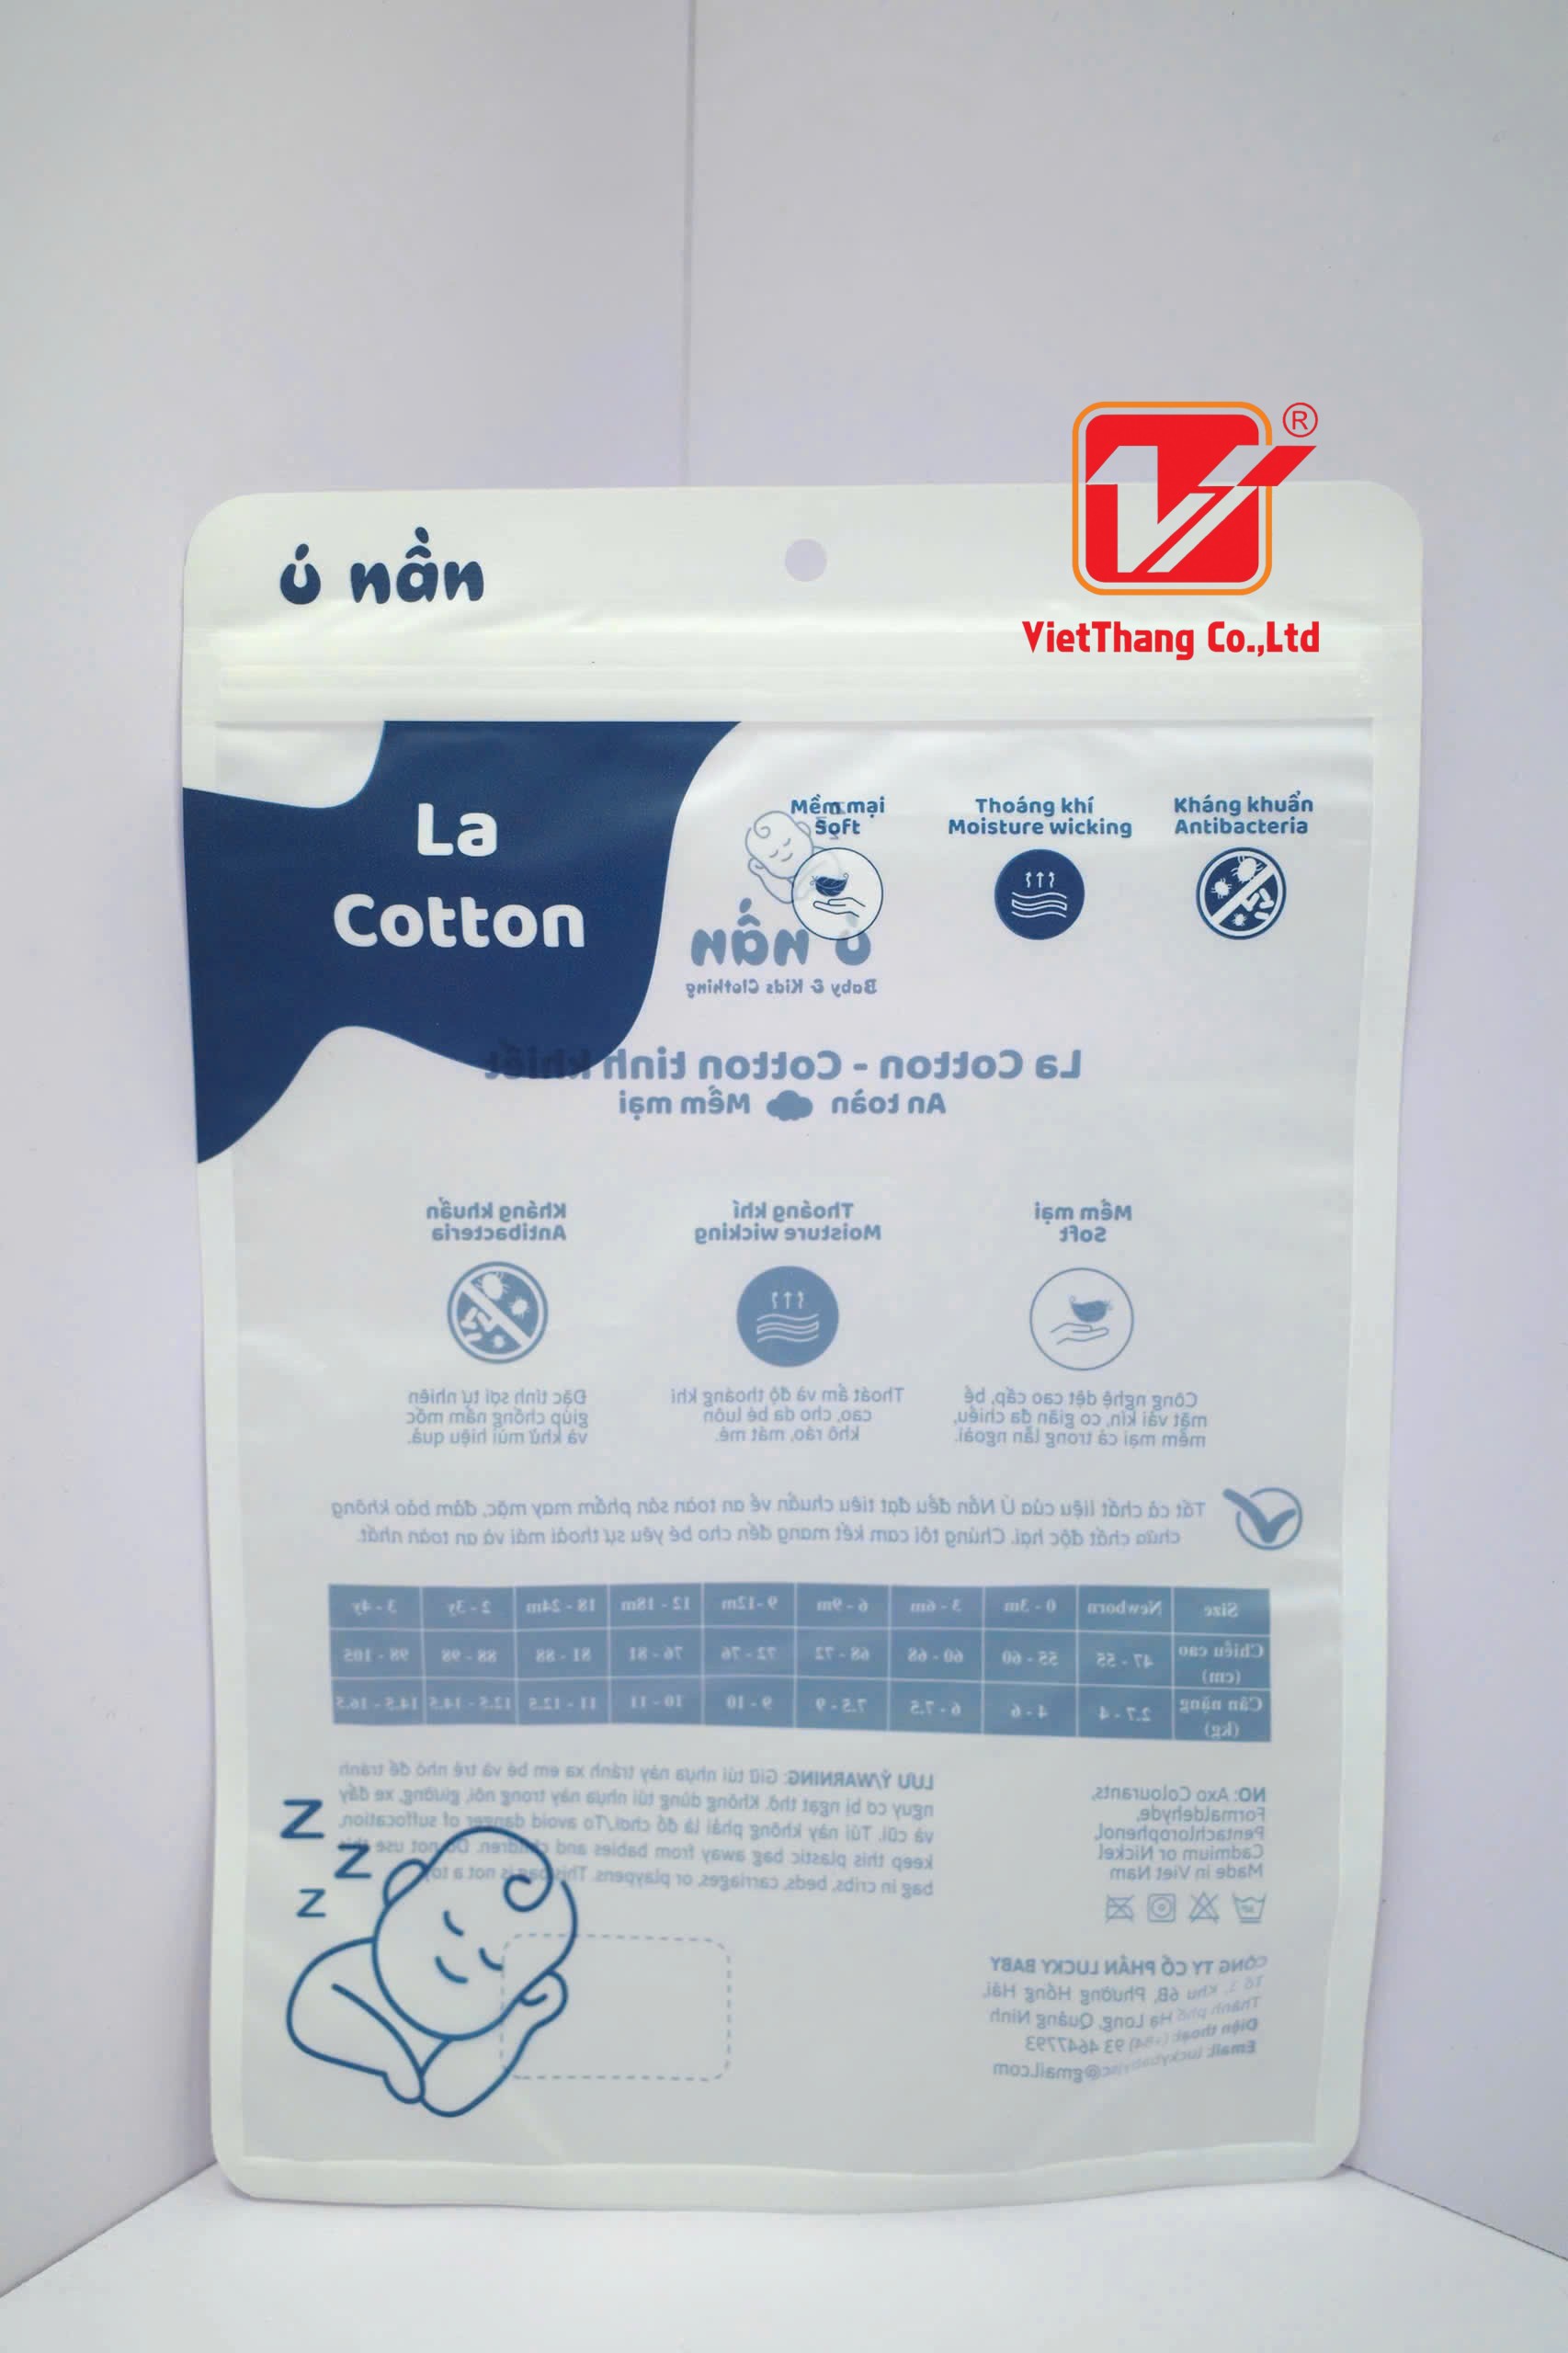 ®
VietThang Co.,Ltd
ú nần
La
Cotton
Mềm mại
Soft
Thoáng khí
Moisture wicking
Kháng khuẩn
Antibacteria
ú nần
Baby & Kids Clothing
La Cotton - Cotton tinh khiết
An toàn Mềm mại
Mềm mại
Soft
Thoáng khí
Moisture wicking
Kháng khuẩn
Antibacteria
Công nghệ dệt cao cấp, bề
mặt vải kín, co giãn đa chiều,
mềm mại cả trong lẫn ngoài.
Thoát ẩm và độ thoáng khí
cao, cho da bé luôn
khô ráo, mát mẻ.
Đặc tính sợi tự nhiên
giúp chống nấm mốc
và khử mùi hiệu quả.
Tất cả chất liệu của Ú Nần đều đạt tiêu chuẩn về an toàn sản phẩm may mặc, đảm bảo không
chứa chất độc hại. Chúng tôi cam kết mang đến cho bé yêu sự thoải mái và an toàn nhất.
Size Newborn 0 - 3m 3 - 6m 6 - 9m 9 -12m 12 - 18m 18 - 24m 2 - 3y 3 - 4y
Chiều cao (cm) 47 - 55 55 - 60 60 - 68 68 - 72 72 - 76 76 - 81 81 - 88 88 - 98 98 - 105
Cân nặng (kg) 2.7 - 4 4 - 6 6 - 7.5 7.5 - 9 9 - 10 10 - 11 11 - 12.5 12.5 - 14.5 14.5 - 16.5
LƯU Ý/WARNING: Giữ túi nhựa này tránh xa em bé và trẻ nhỏ để tránh
nguy cơ bị ngạt thở. Không dùng túi nhựa này trong nôi, giường, xe đẩy
và cũi. Túi này không phải là đồ chơi./To avoid danger of suffocation,
keep this plastic bag away from babies and children. Do not use this
bag in cribs, beds, carriages, or playpens. This bag is not a to
NO: Axo Colourants,
Formaldehyde,
Pentachlorophenol,
Cadmium or Nickel
Made in Viet Nam
CÔNG TY CỔ PHẦN LUCKY BABY
Tổ 3, Khu 6B, Phường Hồng Hải,
Thành phố Hạ Long, Quảng Ninh
Điện thoại: (+84) 93 4647793
Email: @gmail.com
Z
Z
Z